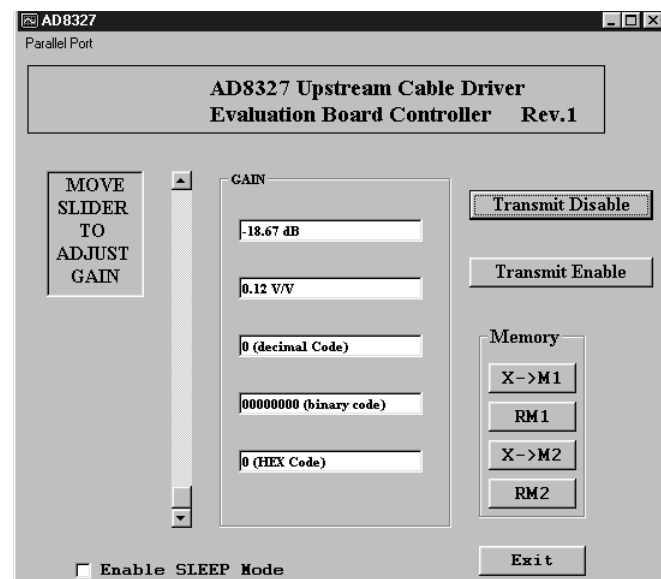 AD8327
Parallel Port
AD8327 Upstream Cable Driver
Evaluation Board Controller Rev.1
MOVE
SLIDER
TO
ADJUST
GAIN
GAIN
-18.67 dB
0.12 V/V
0 (decimal Code)
00000000 (binary code)
0 (HEX Code)
Transmit Disable
Transmit Enable
Memory
X->M1
RM1
X->M2
RM2
Enable SLEEP Mode
Exit